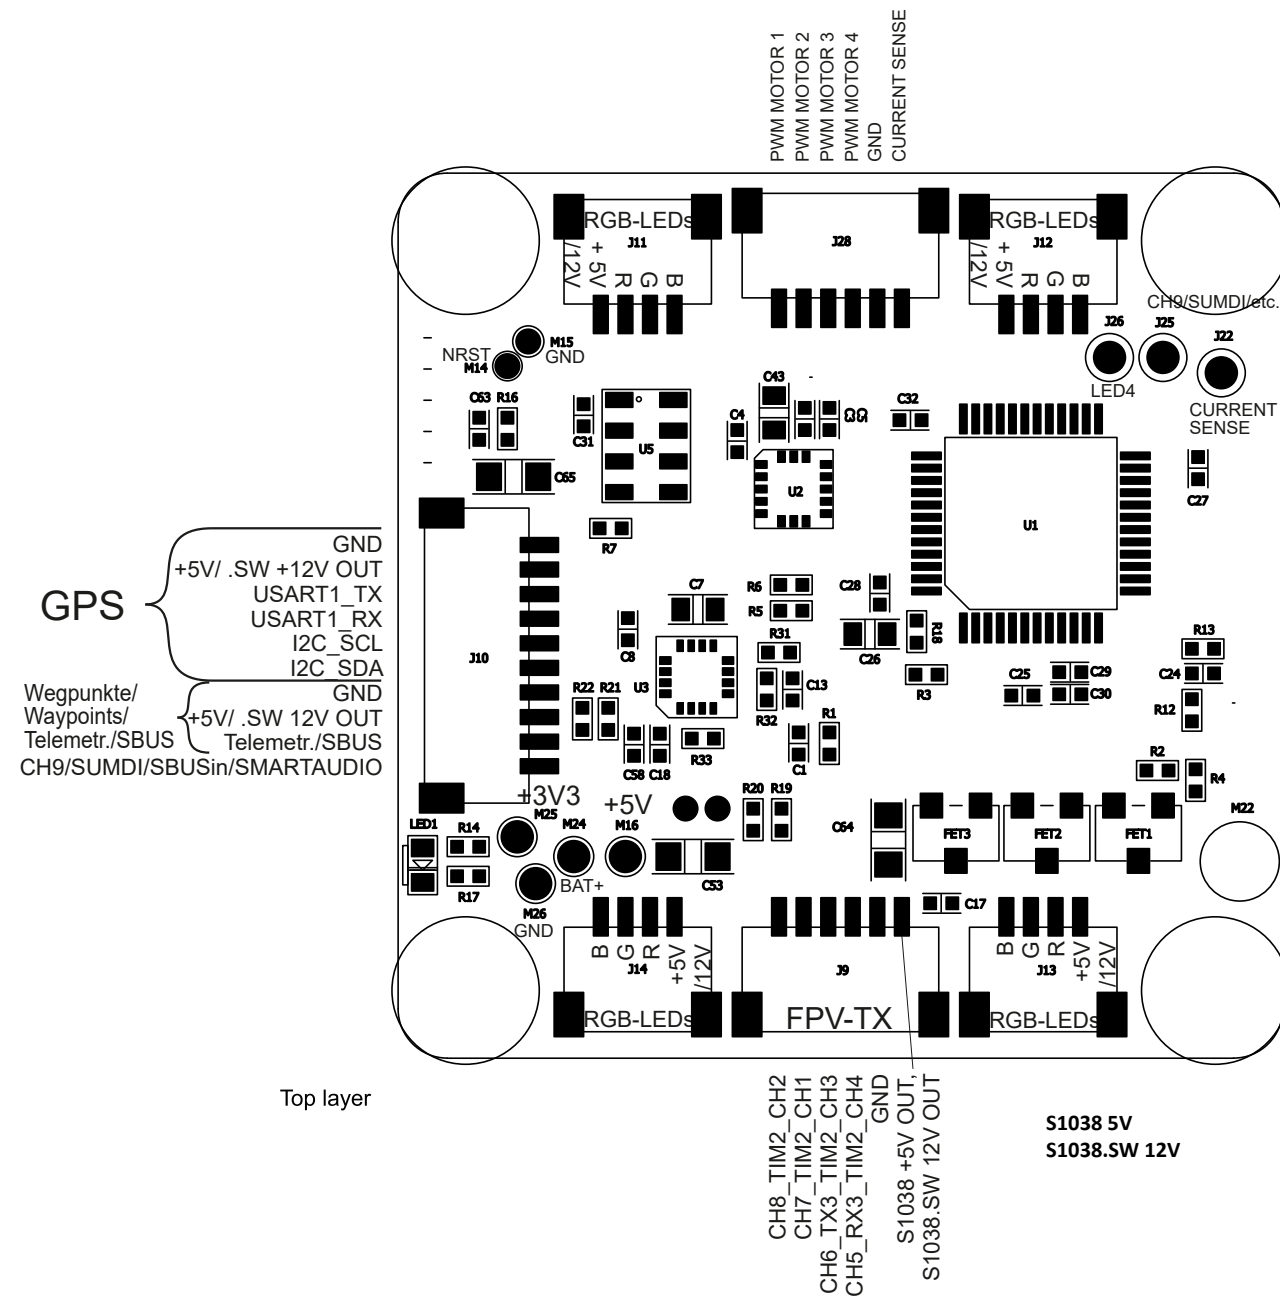 PWM MOTOR 1
PWM MOTOR 2
PWM MOTOR 3
PWM MOTOR 4
GND
CURRENT SENSE
RGB-LEDs
J11
/12V
+ 5V
R
G
B
J28
RGB-LEDs
J12
/12V
+ 5V
R
G
B
CH9/SUMDI/etc.
J26
J25
J22
LED4
CURRENT
SENSE
NRST
M14
M15
GND
C63
R16
C31
U5
C65
C43
C4
C3
C5
C32
U2
U1
C27
R7
GPS
GND
+5V/ .SW +12V OUT
USART1_TX
USART1_RX
I2C_SCL
I2C_SDA
Wegpunkte/
Waypoints/
Telemetr./SBUS
GND
+5V/ .SW 12V OUT
Telemetr./SBUS
CH9/SUMDI/SBUSin/SMARTAUDIO
J10
C7
R6
R5
C28
C8
R31
C26
R18
R13
U3
C13
R3
C25
C29
C30
C24
R22
R21
R32
R12
C58
C18
R33
C1
R1
R2
R4
+3V3
+5V
M25
M24
M16
R20
R19
C64
FET3
FET2
FET1
M22
LED1
R14
R17
BAT+
C53
M26
GND
C17
B
G
R
+5V
/12V
J14
RGB-LEDs
J9
FPV-TX
B
G
R
+5V
/12V
J13
RGB-LEDs
Top layer
CH8_TIM2_CH2
CH7_TIM2_CH1
CH6_TX3_TIM2_CH3
CH5_RX3_TIM2_CH4
GND
S1038 +5V OUT,
S1038.SW 12V OUT
S1038 5V
S1038.SW 12V